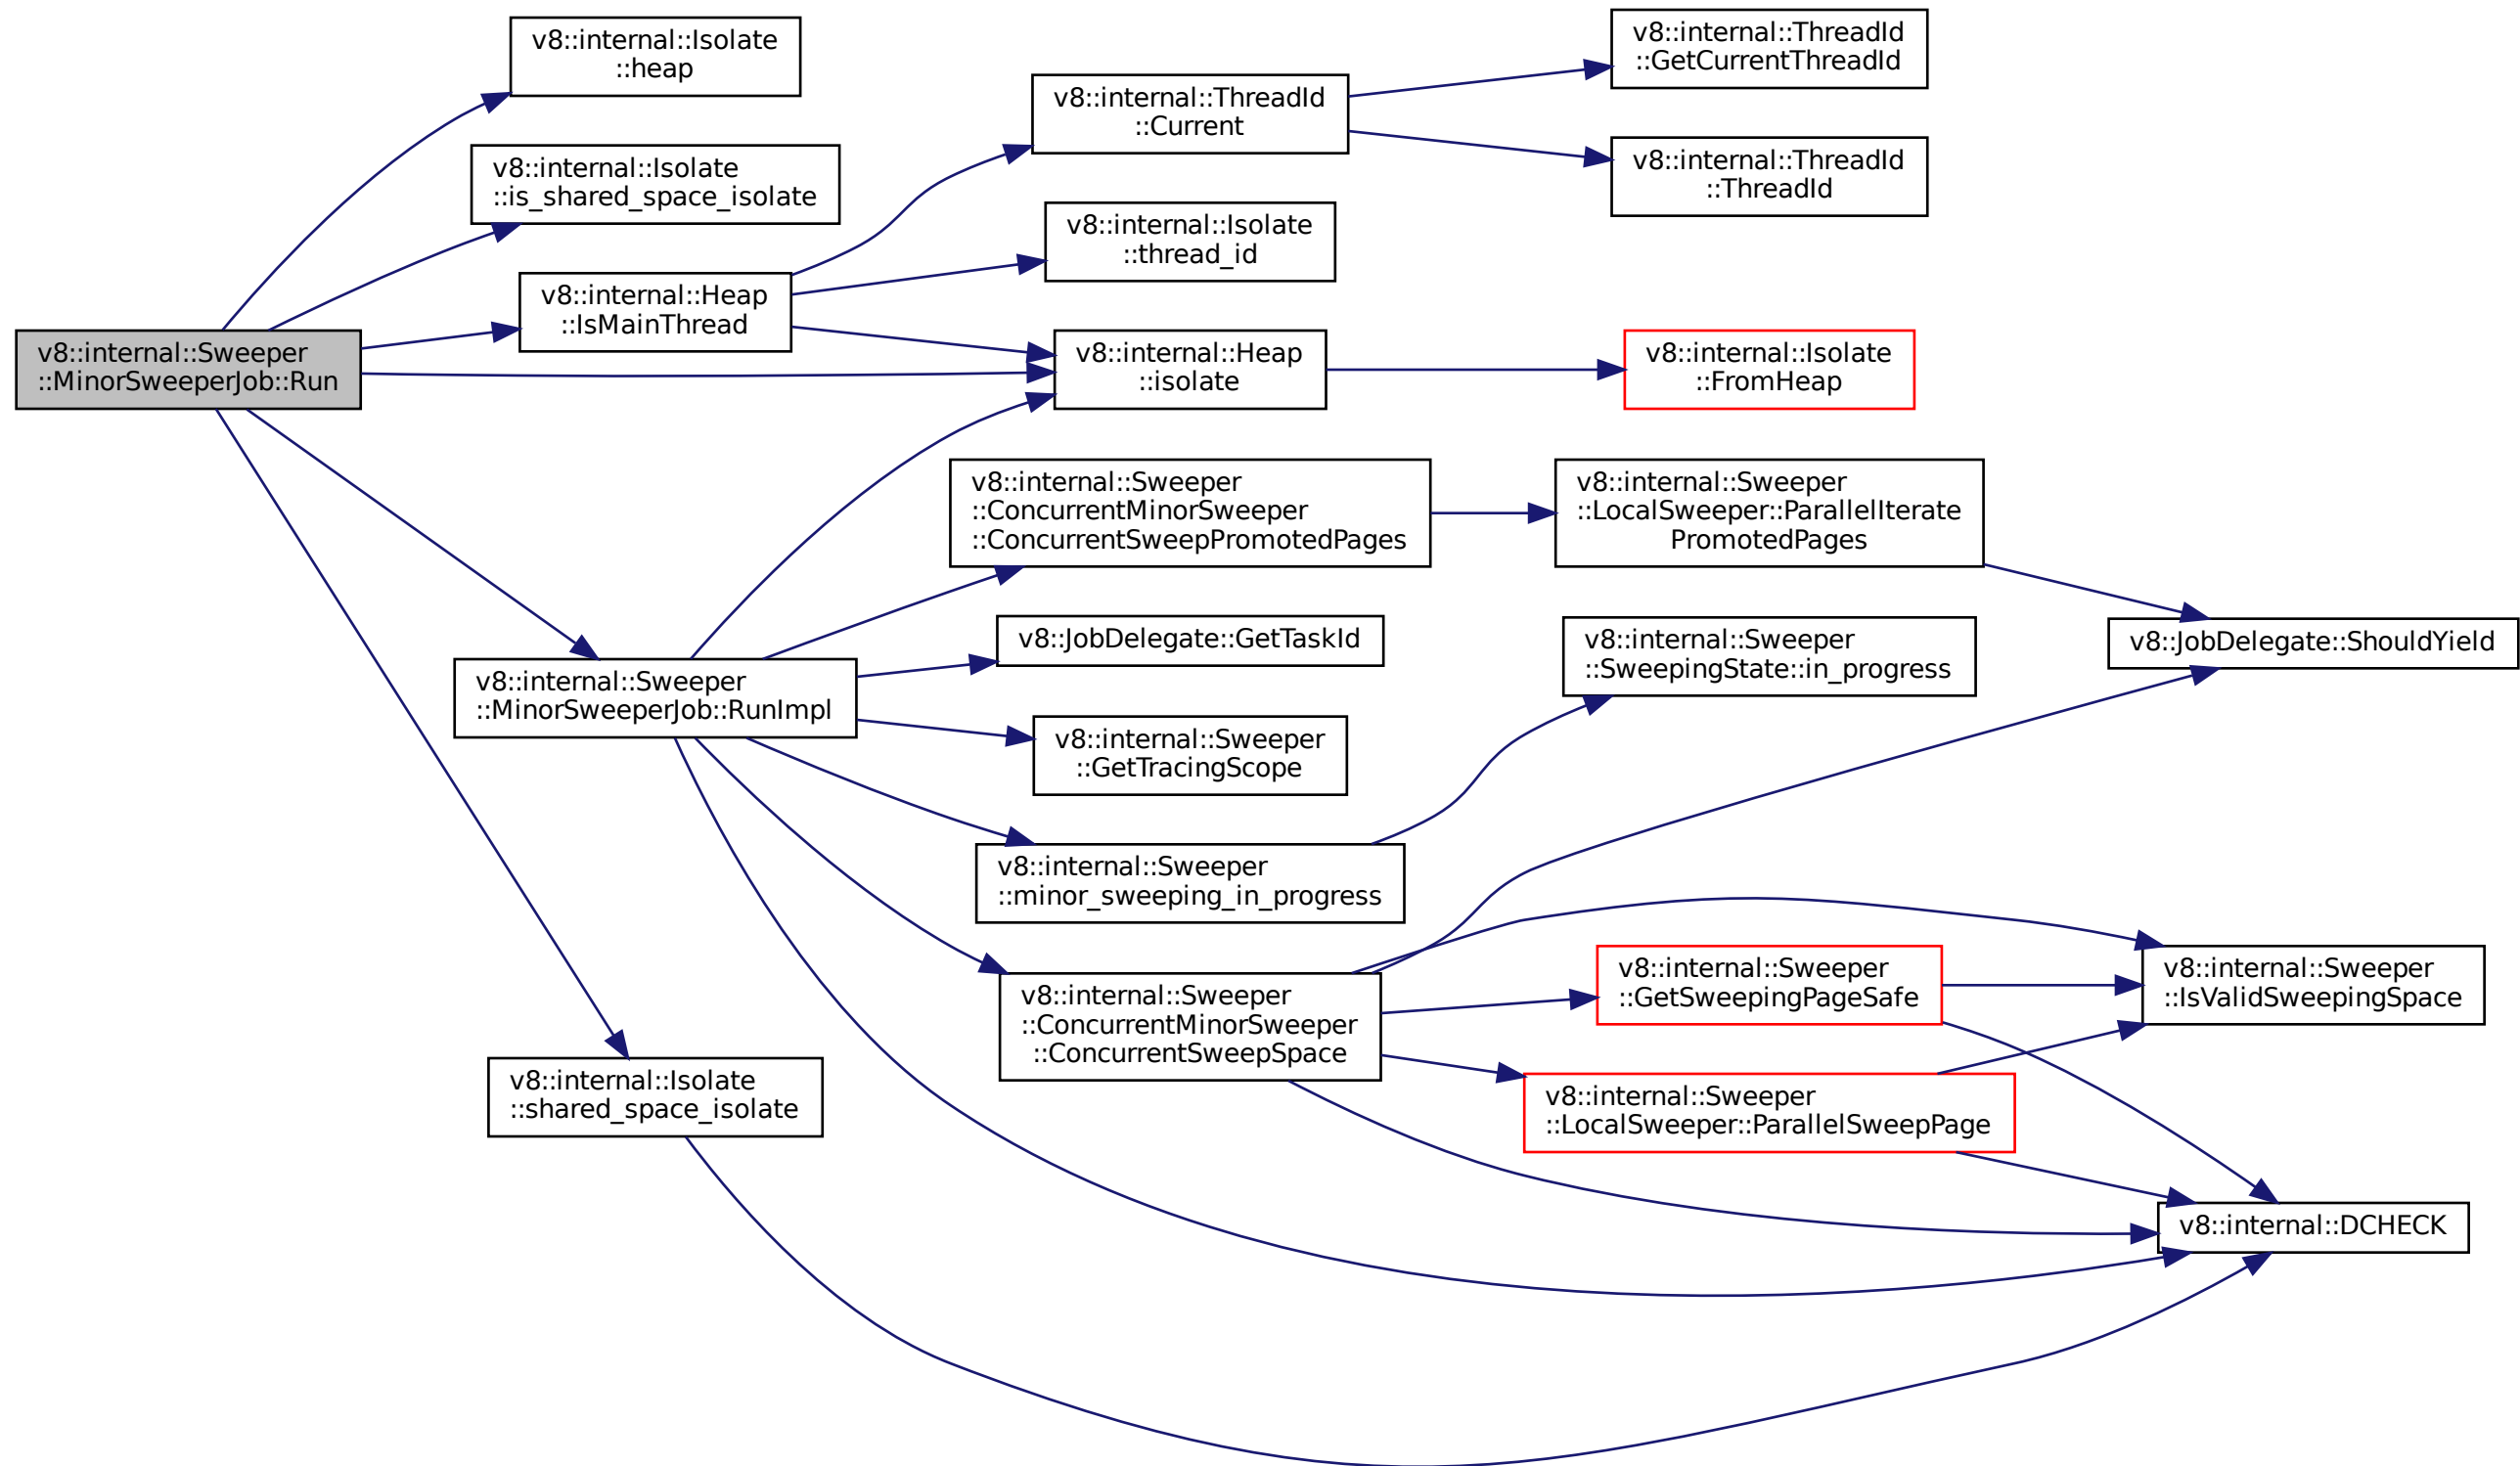 v8::internal::Isolate
::heap
v8::internal::Isolate
::is_shared_space_isolate
v8::internal::Heap
::IsMainThread
v8::internal::Sweeper
::MinorSweeperJob::Run
v8::internal::Sweeper
::MinorSweeperJob::RunImpl
v8::internal::Isolate
::shared_space_isolate
v8::internal::ThreadId
::Current
v8::internal::Isolate
::thread_id
v8::internal::Heap
::isolate
v8::internal::Sweeper
::ConcurrentMinorSweeper
::ConcurrentSweepPromotedPages
v8::JobDelegate::GetTaskId
v8::internal::Sweeper
::GetTracingScope
v8::internal::Sweeper
::minor_sweeping_in_progress
v8::internal::Sweeper
::ConcurrentMinorSweeper
::ConcurrentSweepSpace
v8::internal::ThreadId
::GetCurrentThreadId
v8::internal::ThreadId
::ThreadId
v8::internal::Isolate
::FromHeap
v8::internal::Sweeper
::LocalSweeper::ParallelIterate
PromotedPages
v8::internal::Sweeper
::SweepingState::in_progress
v8::internal::Sweeper
::GetSweepingPageSafe
v8::internal::Sweeper
::LocalSweeper::ParallelSweepPage
v8::JobDelegate::ShouldYield
v8::internal::Sweeper
::IsValidSweepingSpace
v8::internal::DCHECK